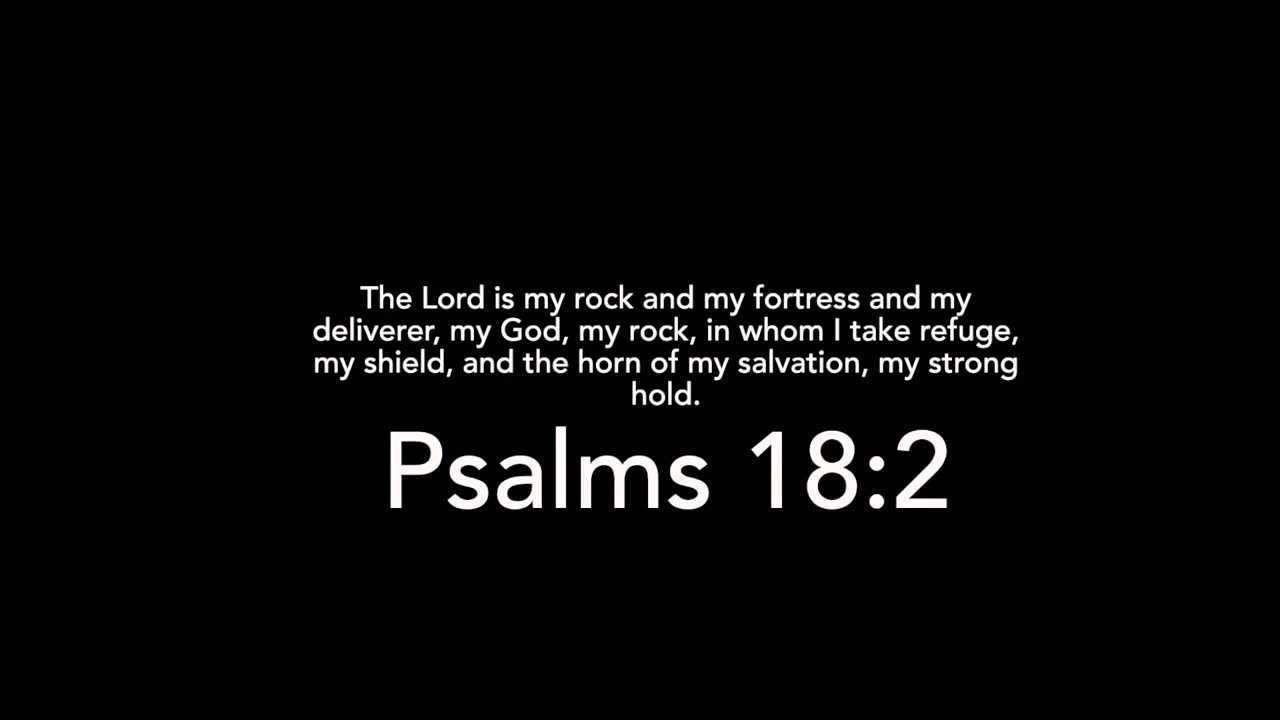 The Lord is my rock and my fortress and my
deliverer, my God, my rock, in whom I take refuge,
my shield, and the horn of my salvation, my strong
hold.
Psalms 18:2